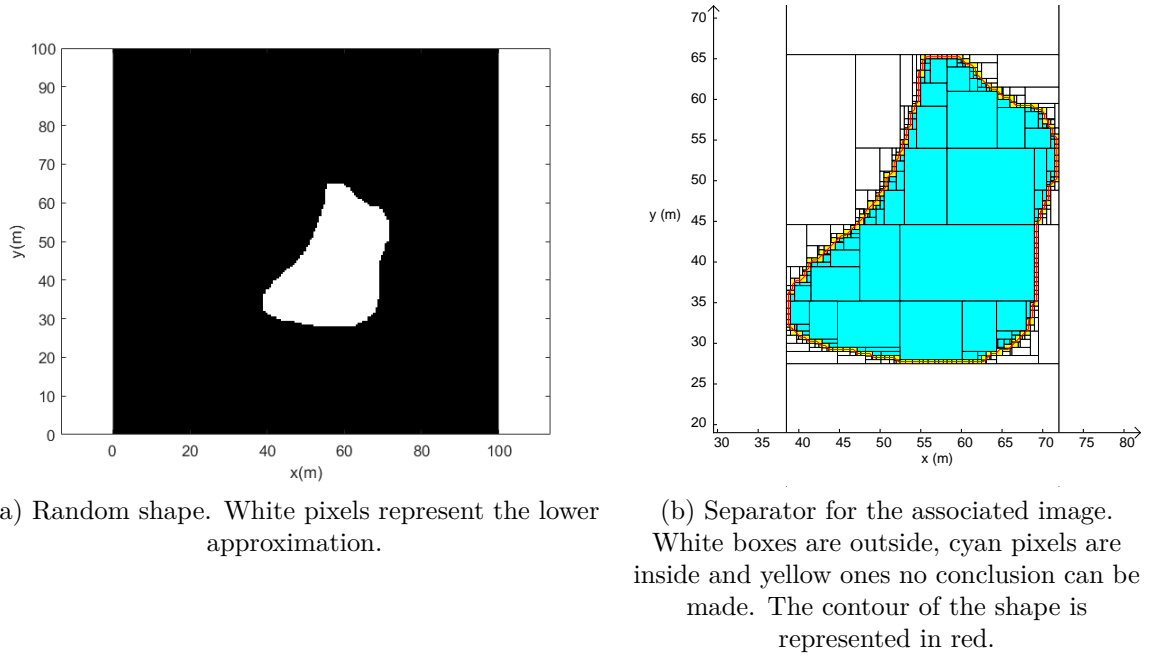 100
90
80
70
60
50
40
30
20
10
0
y(m)
0 20 40 60 80 100
x(m)
a) Random shape. White pixels represent the lower
approximation.
70
65
60
55
50
45
40
35
30
25
20
y (m)
30 35 40 45 50 55 60 65 70 75 80
x (m)
(b) Separator for the associated image.
White boxes are outside, cyan pixels are
inside and yellow ones no conclusion can be
made. The contour of the shape is
represented in red.